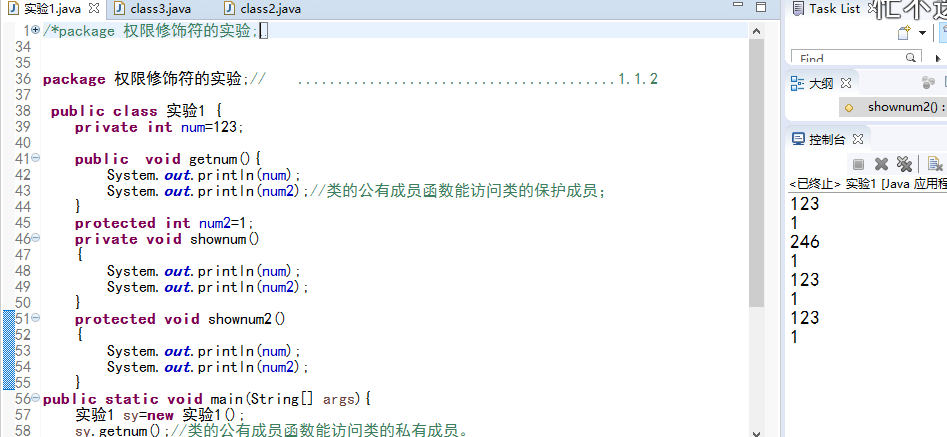 实验1.java class3.java class2.java
1 /*package 权限修饰符的实验;
34
35
36 package 权限修饰符的实验;// .......................................1.1.2
37
38 public class 实验1 {
39 private int num=123;
40
41 public void getnum(){
42 System.out.println(num);
43 System.out.println(num2);//类的公有成员函数能访问类的保护成员；
44 }
45 protected int num2=1;
46 private void shownum()
47 {
48 System.out.println(num);
49 System.out.println(num2);
50 }
51 protected void shownum2()
52 {
53 System.out.println(num);
54 System.out.println(num2);
55 }
56 public static void main(String[] args){
57 实验1 sy=new 实验1();
58 sy.getnum();//类的公有成员函数能访问类的私有成员。
Task List
Find
大纲
shownum2() :
控制台
<已终止> 实验1 [Java 应用程
123
1
246
1
123
1
123
1